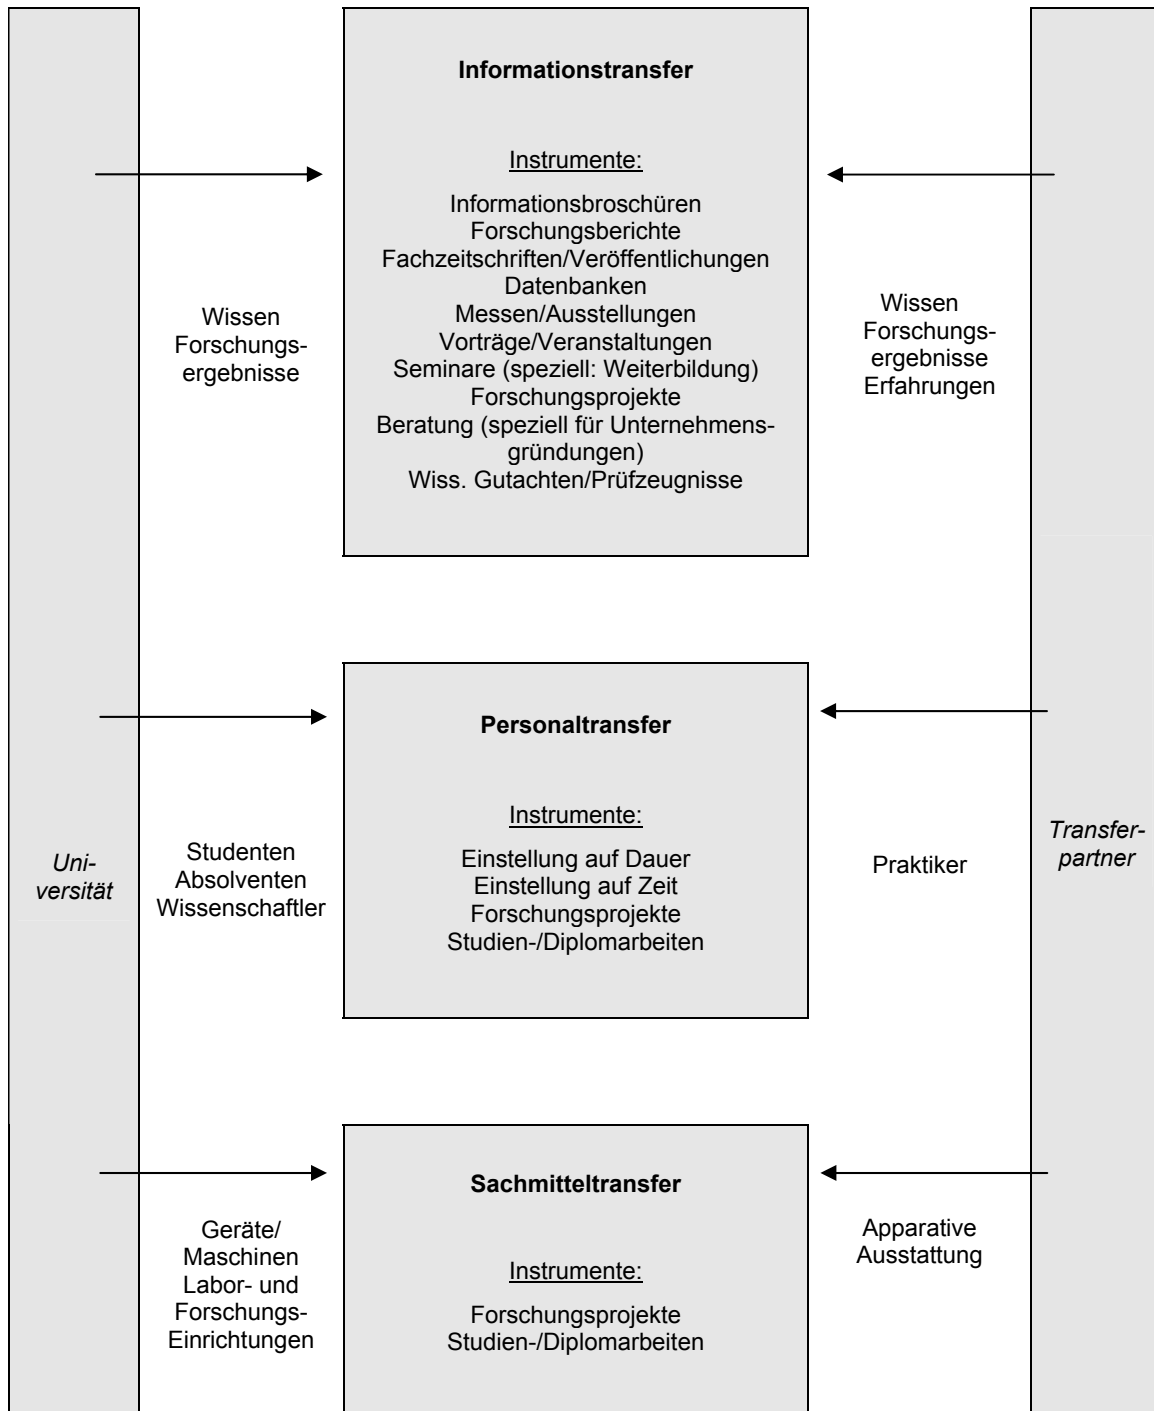 Informationstransfer
Instrumente:
Informationsbroschüren
Forschungsberichte
Fachzeitschriften/Veröffentlichungen
Datenbanken
Messen/Ausstellungen
Vorträge/Veranstaltungen
Seminare (speziell: Weiterbildung)
Forschungsprojekte
Beratung (speziell für Unternehmens-
gründungen)
Wiss. Gutachten/Prüfzeugnisse
Wissen
Forschungs-
ergebnisse
Wissen
Forschungs-
ergebnisse
Erfahrungen
Personaltransfer
Instrumente:
Einstellung auf Dauer
Einstellung auf Zeit
Forschungsprojekte
Studien-/Diplomarbeiten
Uni-
versität
Studenten
Absolventen
Wissenschaftler
Praktiker
Transfer-
partner
Sachmitteltransfer
Instrumente:
Forschungsprojekte
Studien-/Diplomarbeiten
Geräte/
Maschinen
Labor- und
Forschungs-
Einrichtungen
Apparative
Ausstattung